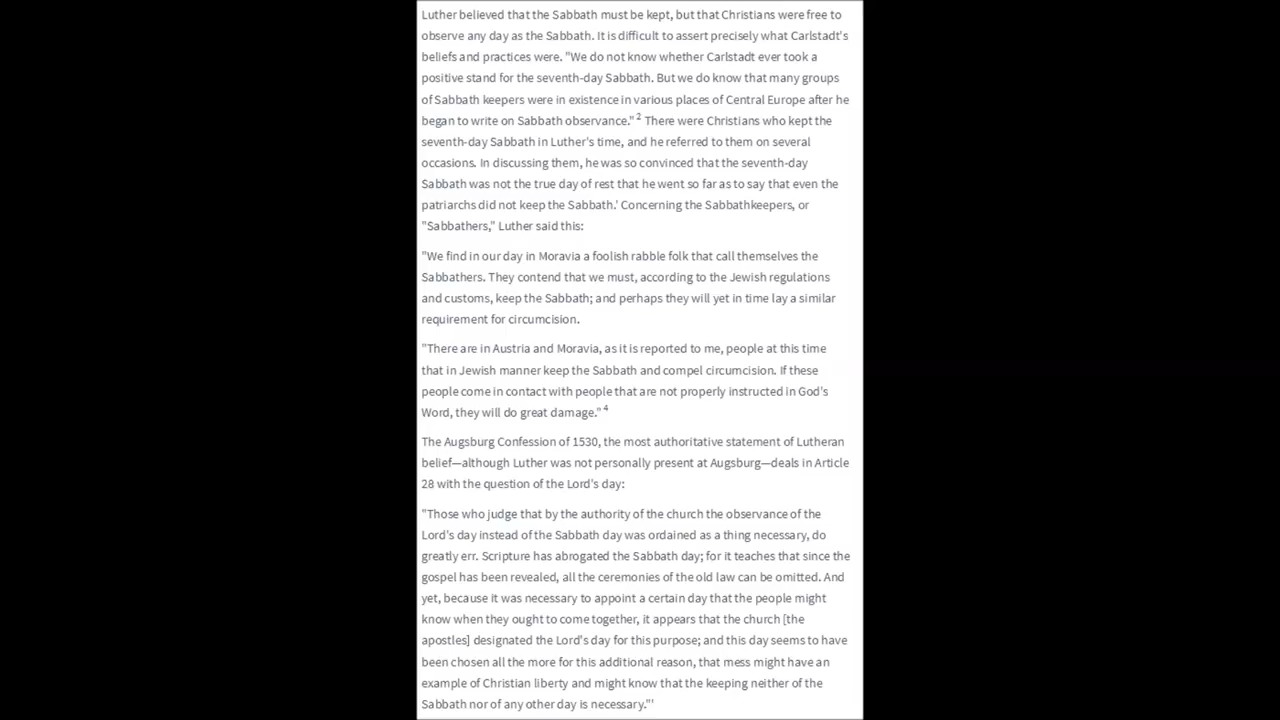 Luther believed that the Sabbath must be kept, but that Christians were free to
observe any day as the Sabbath. It is difficult to assert precisely what Carlstadt's
beliefs and practices were. "We do not know whether Carlstadt ever took a
positive stand for the seventh-day Sabbath. But we do know that many groups
of Sabbath keepers were in existence in various places of Central Europe after he
began to write on Sabbath observance." 2 There were Christians who kept the
seventh-day Sabbath in Luther's time, and he referred to them on several
occasions. In discussing them, he was so convinced that the seventh-day
Sabbath was not the true day of rest that he went so far as to say that even the
patriarchs did not keep the Sabbath.' Concerning the Sabbathkeepers, or
"Sabbathers," Luther said this:
"We find in our day in Moravia a foolish rabble folk that call themselves the
Sabbathers. They contend that we must, according to the Jewish regulations
and customs, keep the Sabbath; and perhaps they will yet in time lay a similar
requirement for circumcision.
"There are in Austria and Moravia, as it is reported to me, people at this time
that in Jewish manner keep the Sabbath and compel circumcision. If these
people come in contact with people that are not properly instructed in God's
Word, they will do great damage." 4
The Augsburg Confession of 1530, the most authoritative statement of Lutheran
belief—although Luther was not personally present at Augsburg—deals in Article
28 with the question of the Lord's day:
"Those who judge that by the authority of the church the observance of the
Lord's day instead of the Sabbath day was ordained as a thing necessary, do
greatly err. Scripture has abrogated the Sabbath day; for it teaches that since the
gospel has been revealed, all the ceremonies of the old law can be omitted. And
yet, because it was necessary to appoint a certain day that the people might
know when they ought to come together, it appears that the church [the
apostles] designated the Lord's day for this purpose; and this day seems to have
been chosen all the more for this additional reason, that mess might have an
example of Christian liberty and might know that the keeping neither of the
Sabbath nor of any other day is necessary."'